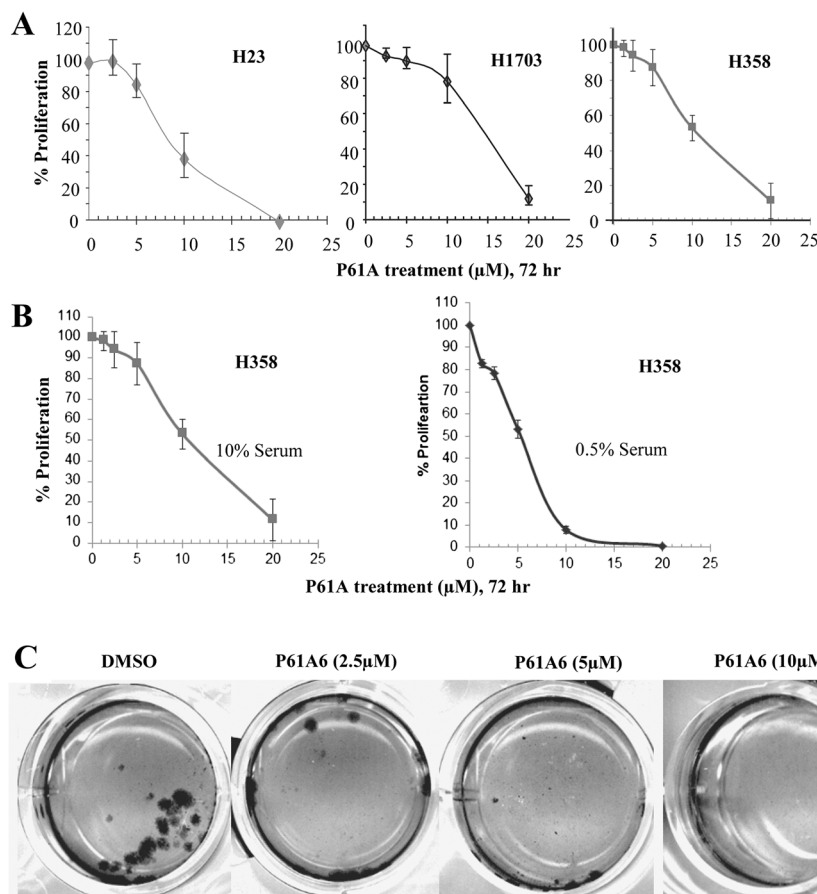 A
H23
H1703
H358
% Proliferation
120
100
80
60
40
20
0
0 5 10 15 20 25
100
80
60
40
20
0
0 5 10 15 20 25
100
80
60
40
20
0
0 5 10 15 20 25
P61A treatment (µM), 72 hr
B
H358
10% Serum
% Proliferation
110
100
90
80
70
60
50
40
30
20
10
0
0 5 10 15 20 25
H358
0.5% Serum
% Prolifeartion
110
100
90
80
70
60
50
40
30
20
10
0
0 5 10 15 20 25
P61A treatment (µM), 72 hr
C
DMSO P61A6 (2.5µM) P61A6 (5µM) P61A6 (10µM